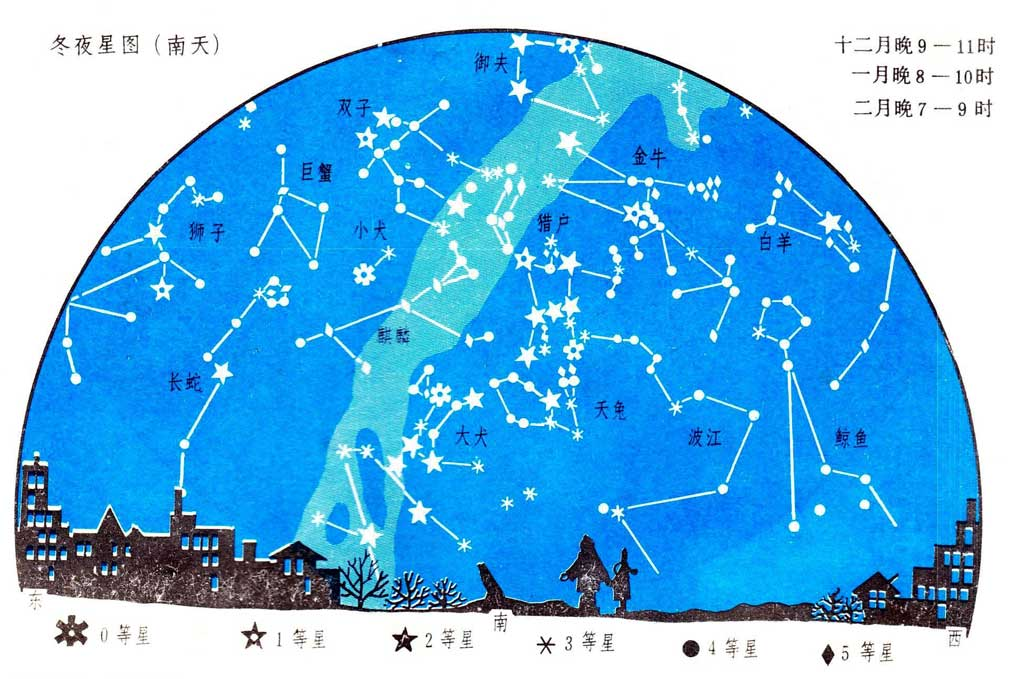 冬夜星图(南天)
十二月晚9—11时
一月晚8—10时
二月晚7—9时
御夫
双子
金牛
巨蟹
白羊
狮子
小犬
猎户
麒麟
长蛇
天兔
大犬
波江
鲸鱼
东
南
西
0等星
1等星
2等星
3等星
4等星
5等星